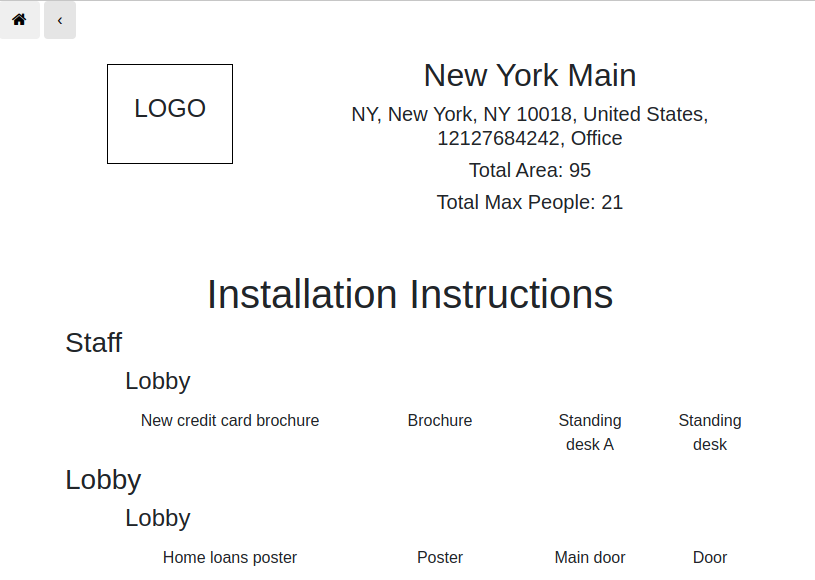 ‹
LOGO
New York Main
NY, New York, NY 10018, United States,
12127684242, Office
Total Area: 95
Total Max People: 21
Installation Instructions
Staff
Lobby
New credit card brochure Brochure Standing desk A Standing desk
Lobby
Lobby
Home loans poster Poster Main door Door